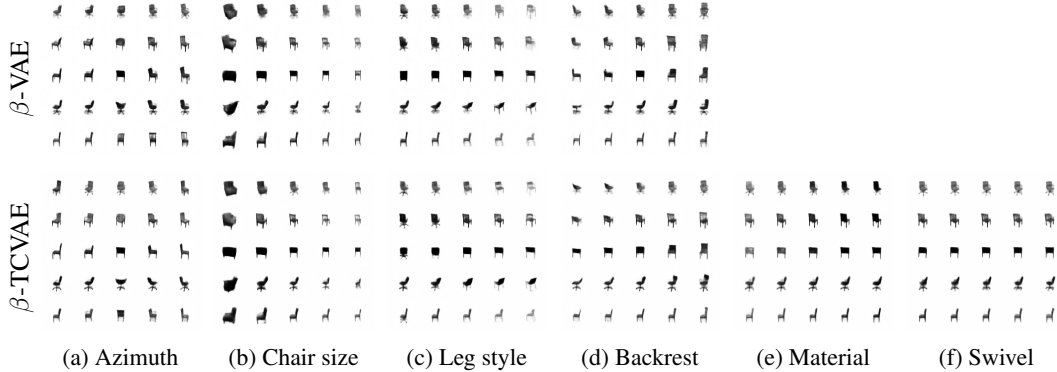 β-VAE
β-TCVAE
(a) Azimuth
(b) Chair size
(c) Leg style
(d) Backrest
(e) Material
(f) Swivel